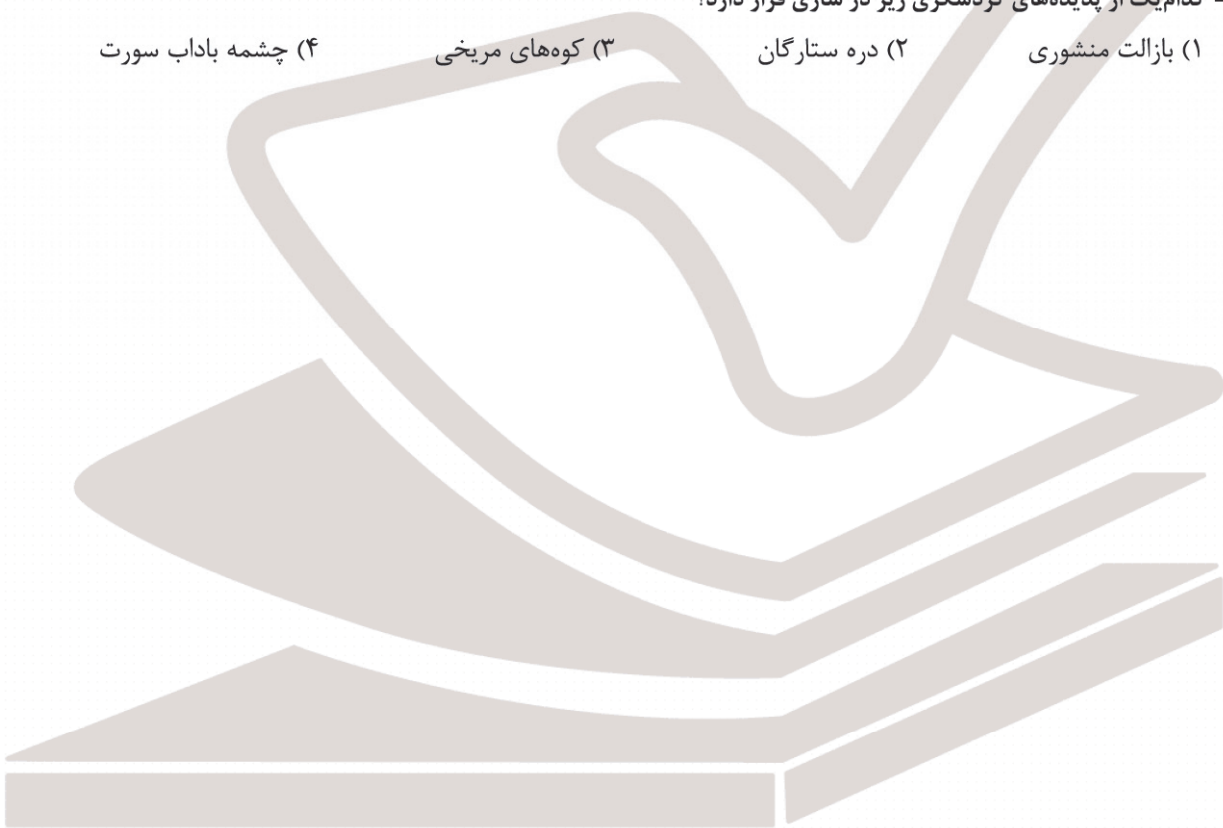 - کدام‌یک از پدیده‌های گردشگری زیر در ساری قرار دارد؟
۱) بازالت منشوری ۲) دره ستارگان ۳) کوه‌های مریخی ۴) چشمه باداب سورت